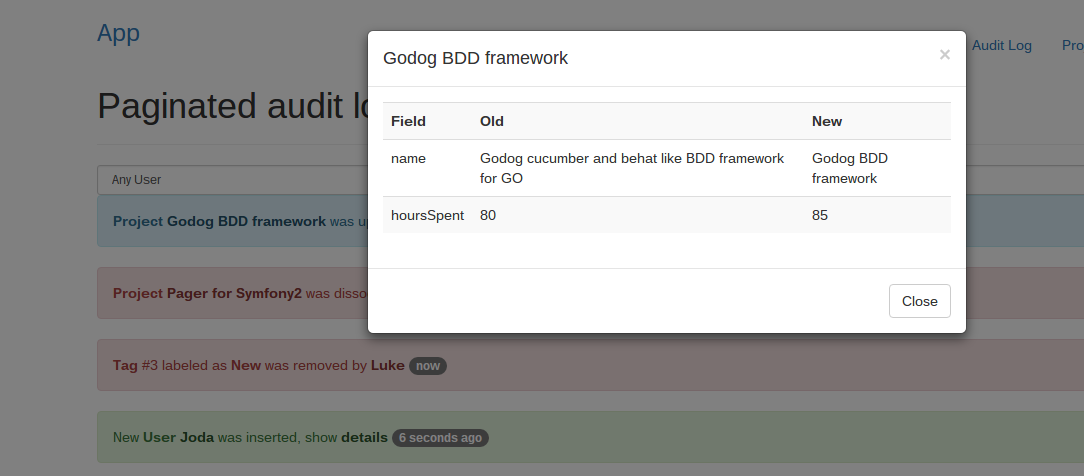 App
Audit Log
Pro
Godog BDD framework
×
Paginated audit lo
Field Old New
name Godog cucumber and behat like BDD framework for GO Godog BDD framework
hoursSpent 80 85
Close
Any User
Project Godog BDD framework was up
Project Pager for Symfony2 was disso
Tag #3 labeled as New was removed by Luke now
New User Joda was inserted, show details 6 seconds ago